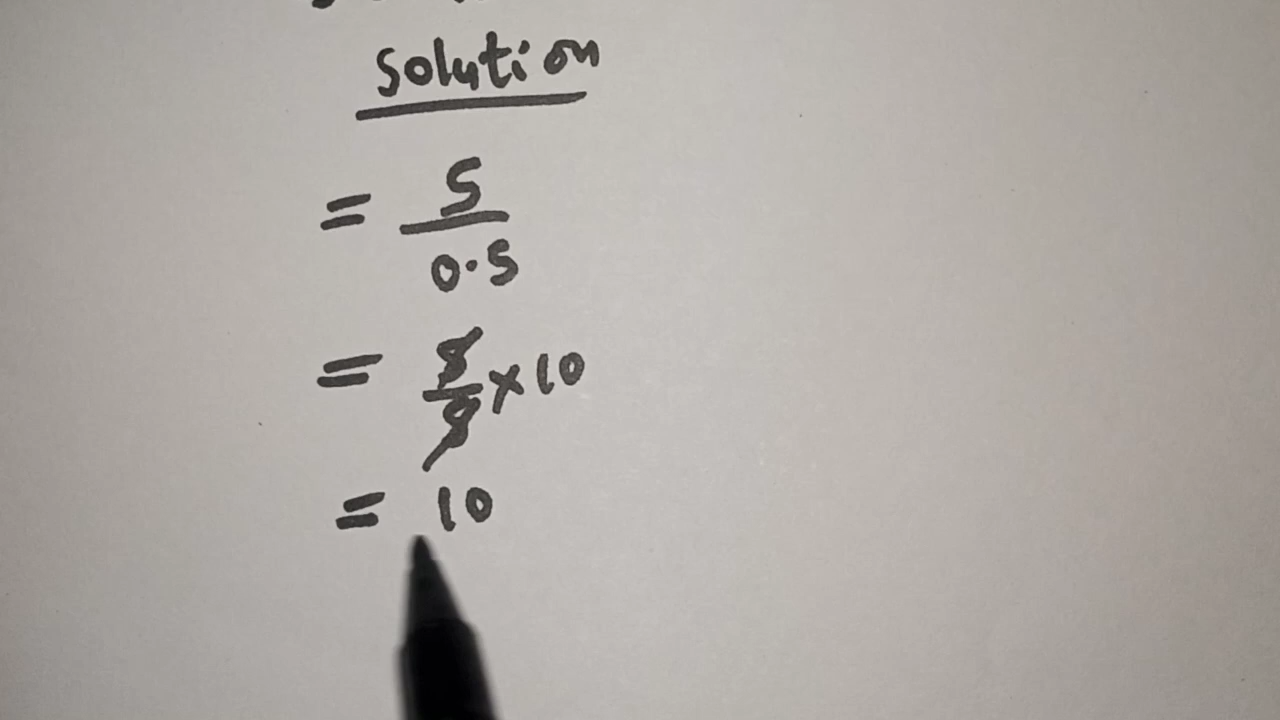 Solution
= 5/0.5
= 5/5 × 10
= 10